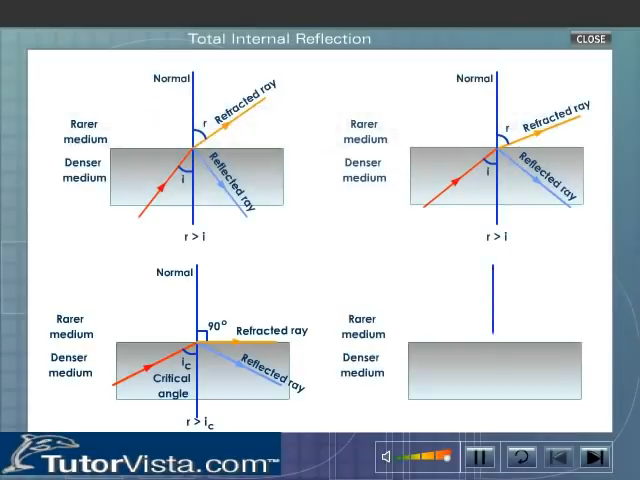 Total Internal Reflection
CLOSE
Normal
Refracted ray
r
Rarer
medium
Denser
medium
i
Reflected ray
r > i
Normal
Refracted ray
r
Rarer
medium
Denser
medium
i
Reflected ray
r > i
Normal
90°
Refracted ray
Rarer
medium
Denser
medium
ic
Critical
angle
Reflected ray
r > ic
Rarer
medium
Denser
medium
TutorVista.com™